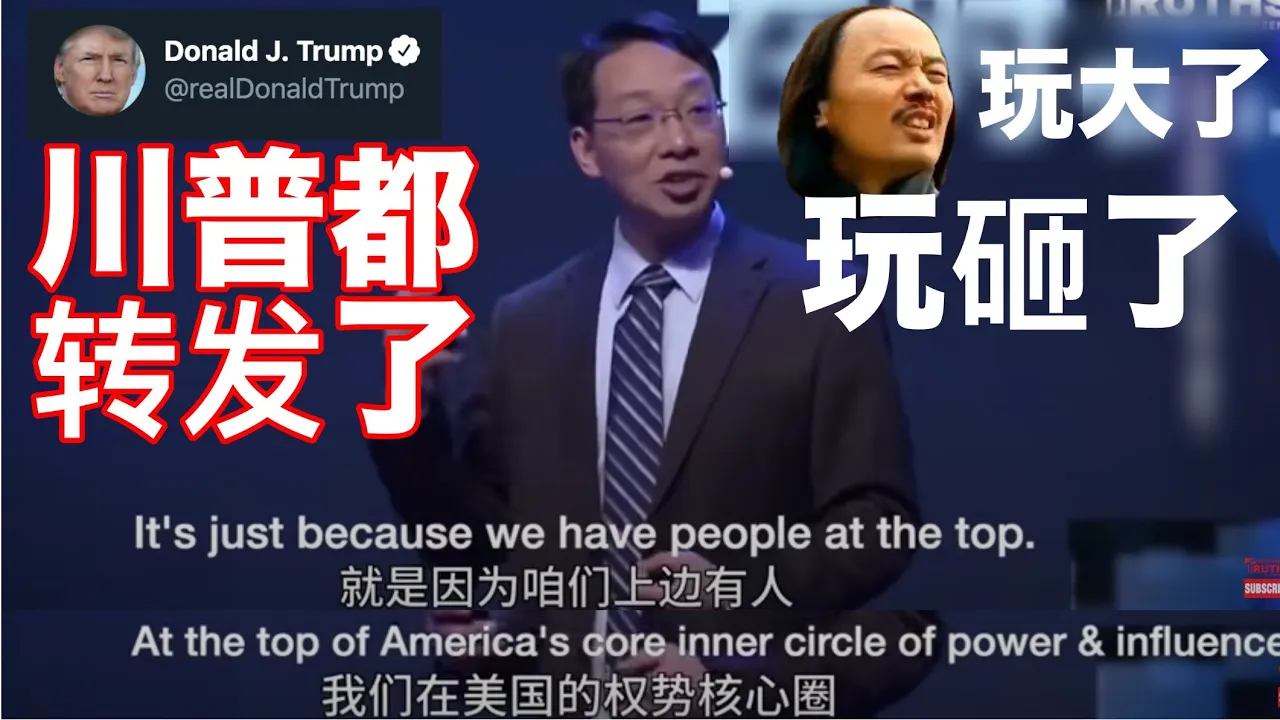 Donald J. Trump
@realDonaldTrump
川普都
转发了
玩大了
玩砸了
It's just because we have people at the top.
就是因为咱们上边有人
At the top of America's core inner circle of power & influence
我们在美国的权势核心圈